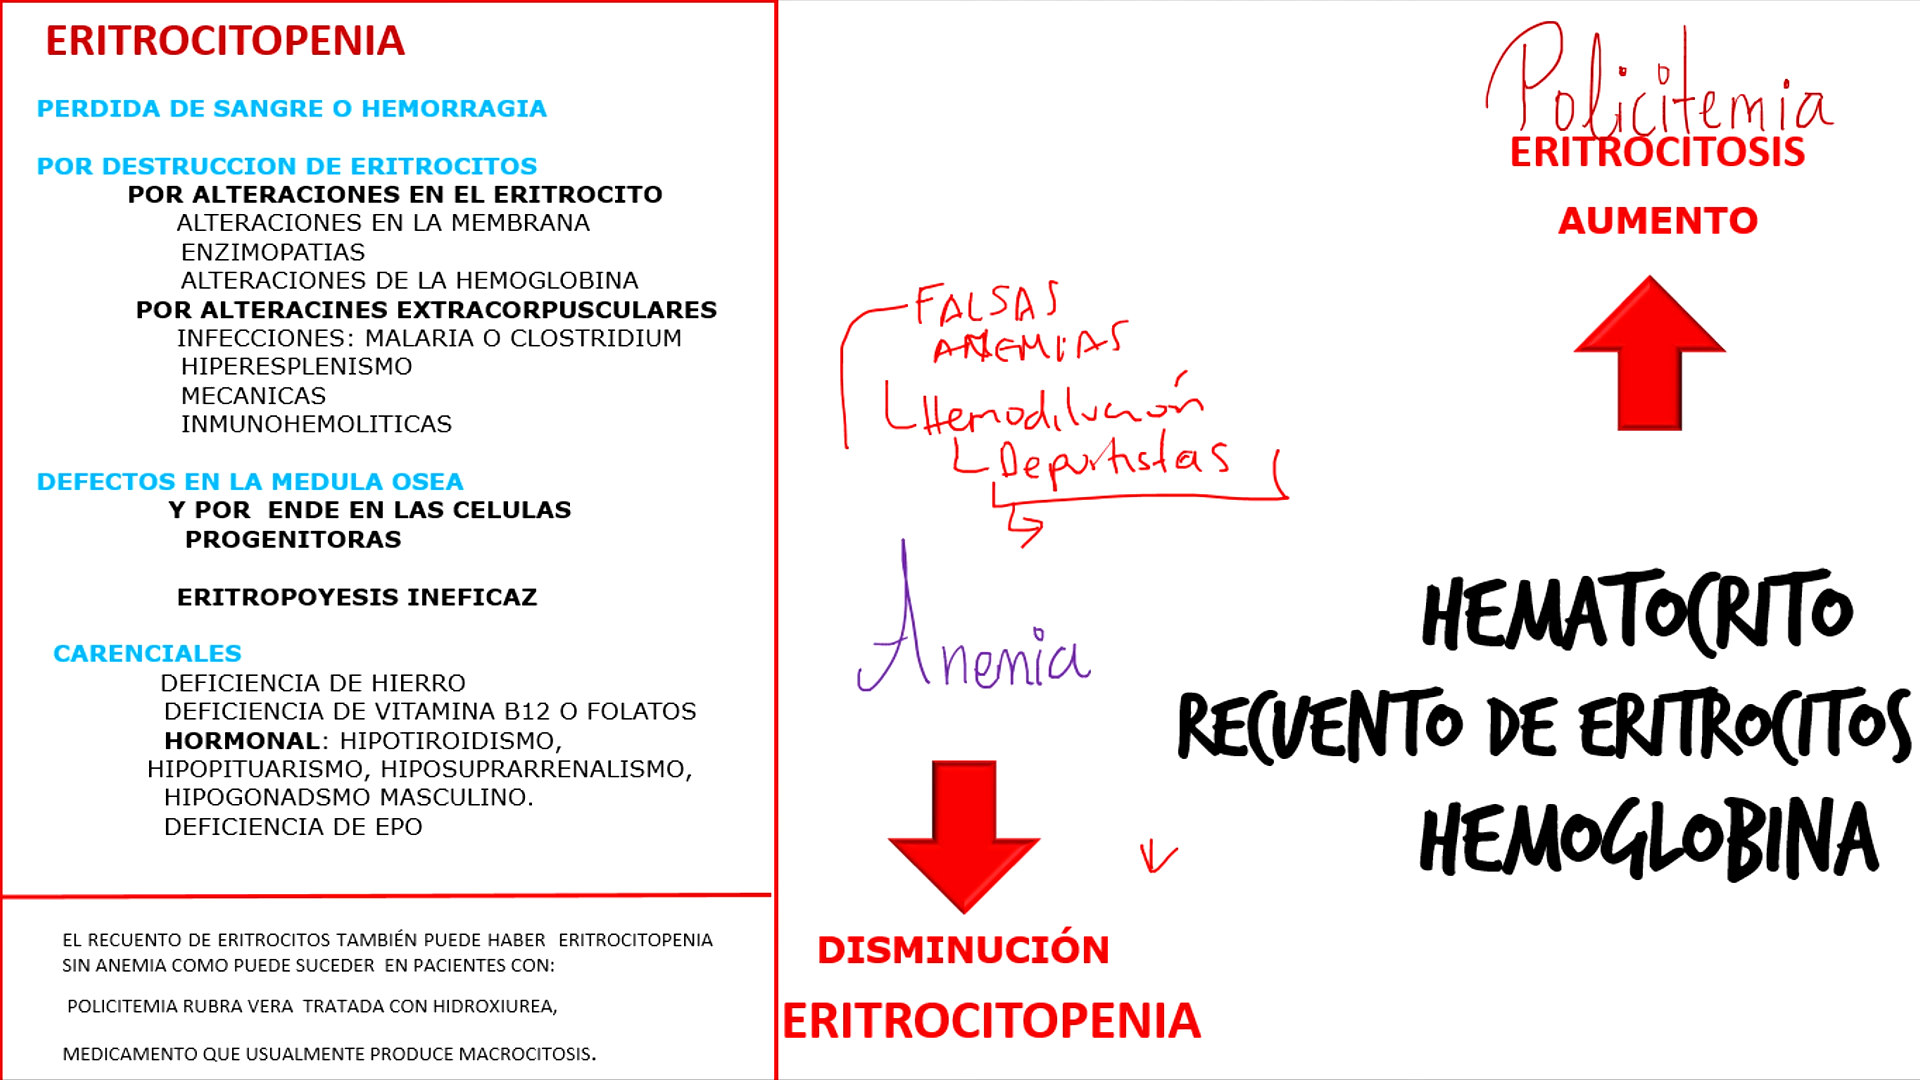 ERITROCITOPENIA
PERDIDA DE SANGRE O HEMORRAGIA
POR DESTRUCCION DE ERITROCITOS
POR ALTERACIONES EN EL ERITROCITO
ALTERACIONES EN LA MEMBRANA
ENZIMOPATIAS
ALTERACIONES DE LA HEMOGLOBINA
POR ALTERACINES EXTRACORPUSCULARES
INFECCIONES: MALARIA O CLOSTRIDIUM
HIPERESPLENISMO
MECANICAS
INMUNOHEMOLITICAS
DEFECTOS EN LA MEDULA OSEA
Y POR ENDE EN LAS CELULAS
PROGENITORAS
ERITROPOYESIS INEFICAZ
CARENCIALES
DEFICIENCIA DE HIERRO
DEFICIENCIA DE VITAMINA B12 O FOLATOS
HORMONAL: HIPOTIROIDISMO,
HIPOPITUARISMO, HIPOSUPRARRENALISMO,
HIPOGONADSMO MASCULINO.
DEFICIENCIA DE EPO
EL RECUENTO DE ERITROCITOS TAMBIÉN PUEDE HABER ERITROCITOPENIA
SIN ANEMIA COMO PUEDE SUCEDER EN PACIENTES CON:
POLICITEMIA RUBRA VERA TRATADA CON HIDROXIUREA,
MEDICAMENTO QUE USUALMENTE PRODUCE MACROCITOSIS.
FALSAS
ANEMIAS
Hemodilución
Deportistas
Anemia
DISMINUCIÓN
ERITROCITOPENIA
Policitemia
ERITROCITOSIS
AUMENTO
HEMATOCRITO
RECUENTO DE ERITROCITOS
HEMOGLOBINA